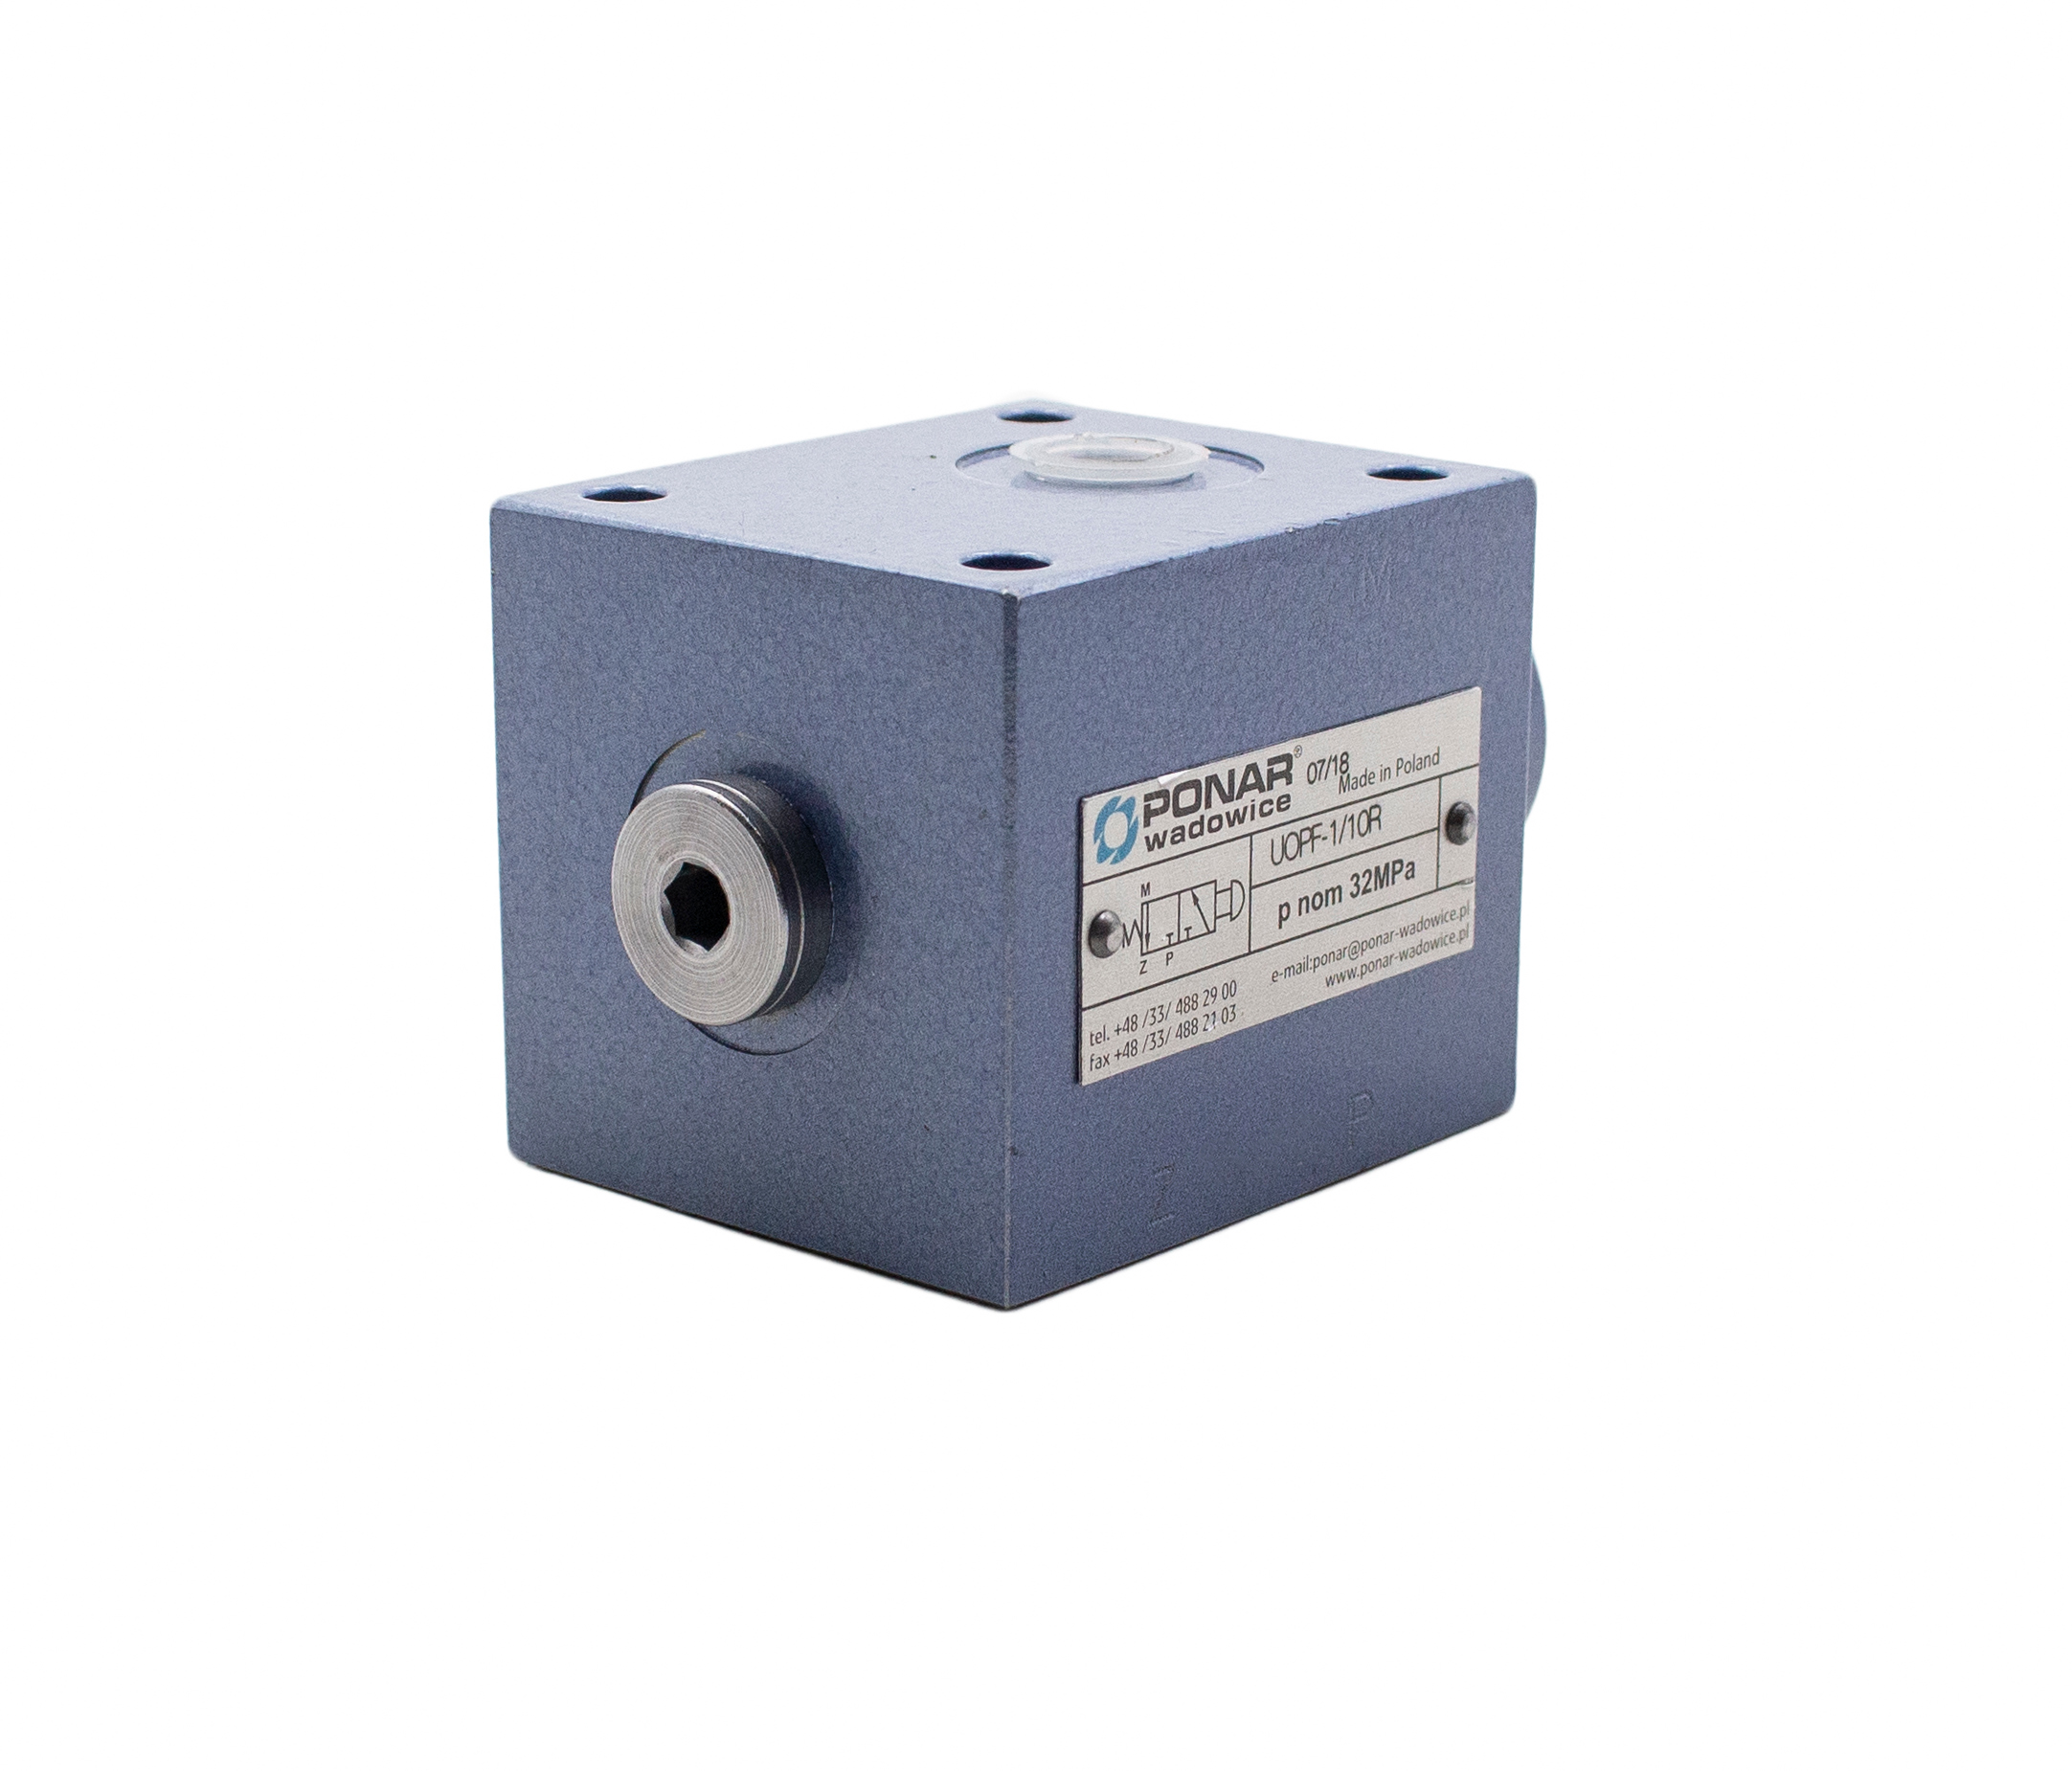 M
PONAR® 07/18
wadowice Made in Poland
UOPF-1/10R
p nom 32MPa
M
Z P
e-mail:ponar@ponar-wadowice.pl
www.ponar-wadowice.pl
tel. +48 /33/ 488 29 00
fax +48 /33/ 488 21 03
Z P